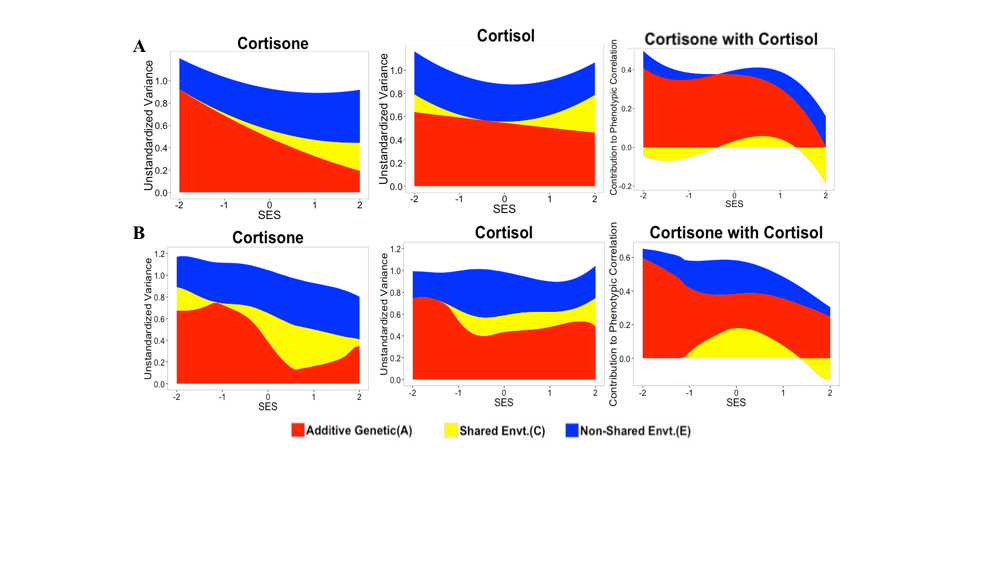 A
Cortisone
Cortisol
Cortisone with Cortisol
Unstandardized Variance
1.0
0.8
0.6
0.4
0.2
0.0
-2 -1 0 1 2
SES
Unstandardized Variance
1.0
0.8
0.6
0.4
0.2
0.0
-2 -1 0 1 2
SES
Contribution to Phenotypic Correlation
0.4
0.2
0.0
-0.2
-2 -1 0 1 2
SES
B
Cortisone
Cortisol
Cortisone with Cortisol
Unstandardized Variance
1.2
1.0
0.8
0.6
0.4
0.2
0.0
-2 -1 0 1 2
SES
Unstandardized Variance
1.2
1.0
0.8
0.6
0.4
0.2
0.0
-2 -1 0 1 2
SES
Contribution to Phenotypic Correlation
0.6
0.4
0.2
0.0
-2 -1 0 1 2
SES
Additive Genetic(A) Shared Envt.(C) Non-Shared Envt.(E)